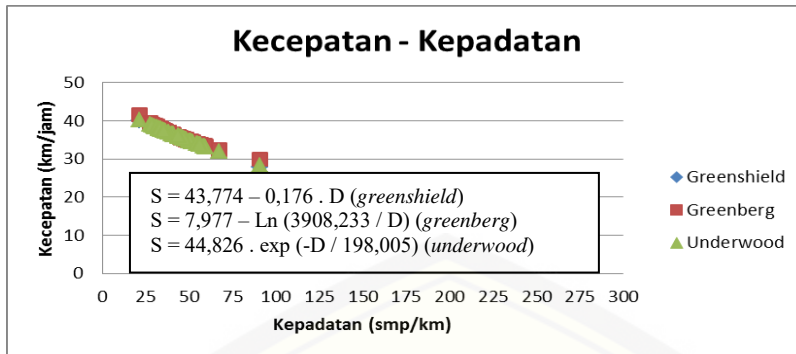 Kecepatan - Kepadatan
Kecepatan (km/jam)
50
40
30
20
10
0
S = 43,774 – 0,176 . D (greenshield)
S = 7,977 – Ln (3908,233 / D) (greenberg)
S = 44,826 . exp (-D / 198,005) (underwood)
Greenshield
Greenberg
Underwood
0 25 50 75 100 125 150 175 200 225 250 275 300
Kepadatan (smp/km)